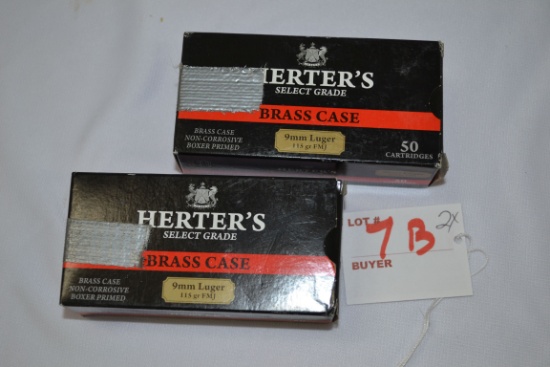 HERTER'S
SELECT GRADE
BRASS CASE
BRASS CASE
NON-CORROSIVE
BOXER PRIMED
9mm Luger
115 gr FMJ
50
CARTRIDGES
HERTER'S
SELECT GRADE
BRASS CASE
BRASS CASE
NON-CORROSIVE
BOXER PRIMED
9mm Luger
115 gr FMJ
LOT #
7B
2x
BUYER